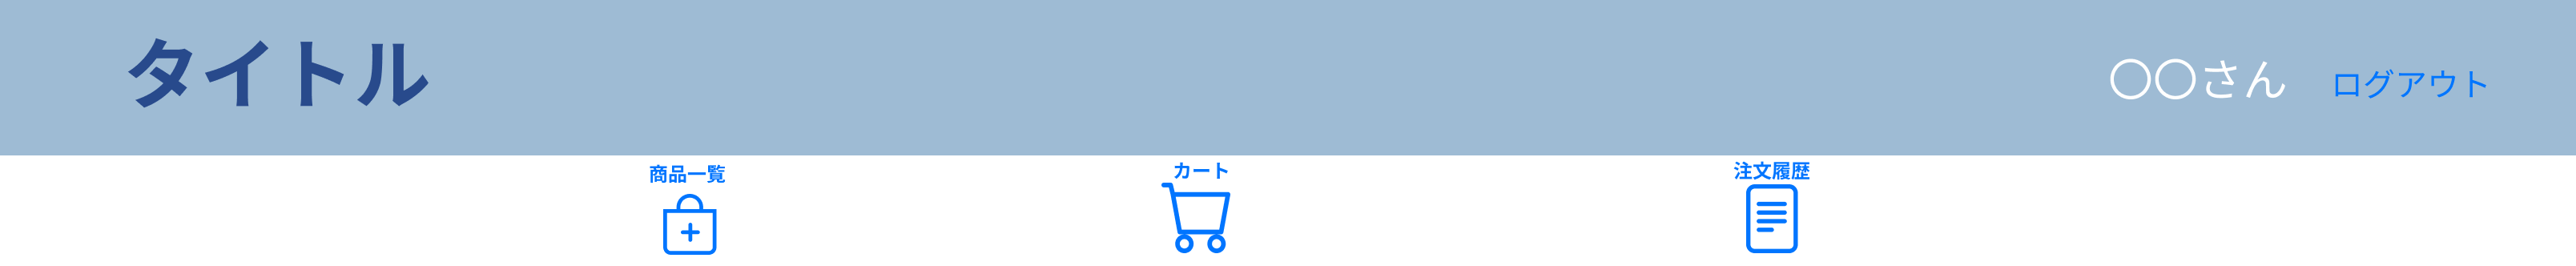 タイトル
〇〇さん
ログアウト
商品一覧
カート
注文履歴